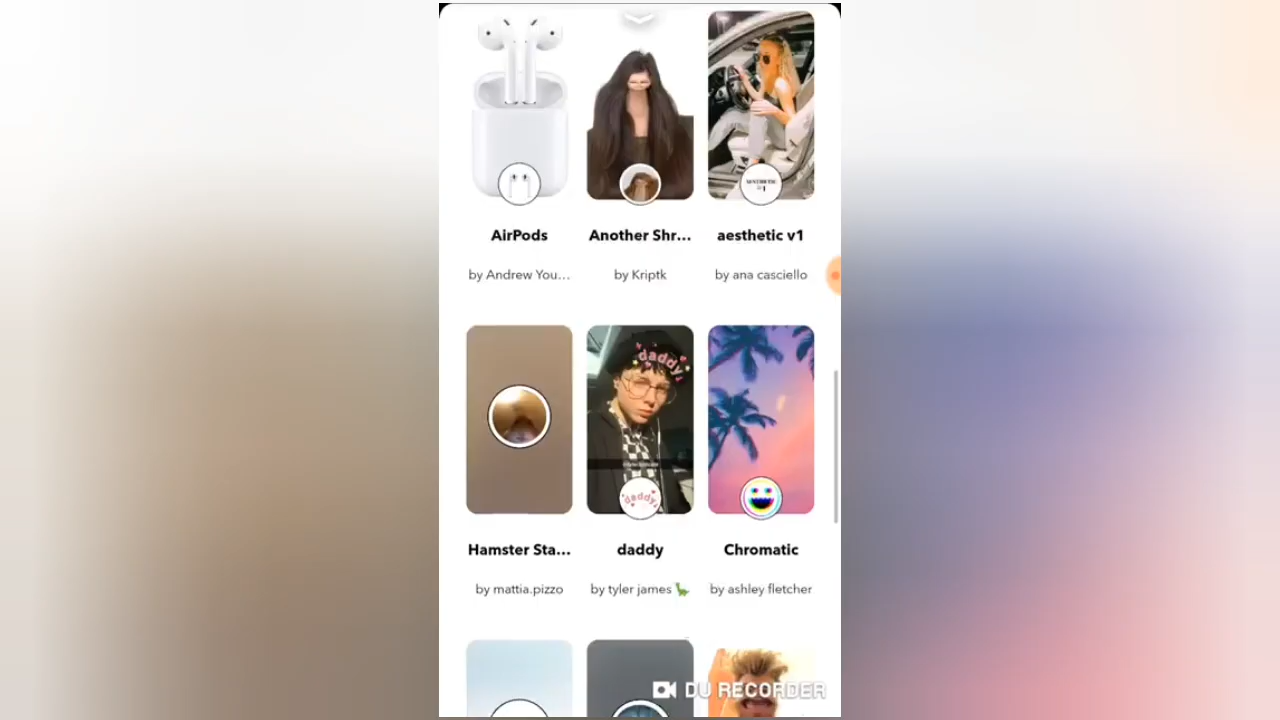 AirPods
Another Shr...
aesthetic v1
by Andrew You...
by Kriptk
by ana casciello
daddy
daddy
Hamster Sta...
daddy
Chromatic
by mattia.pizzo
by tyler james🦕
by ashley fletcher
DU RECORDER